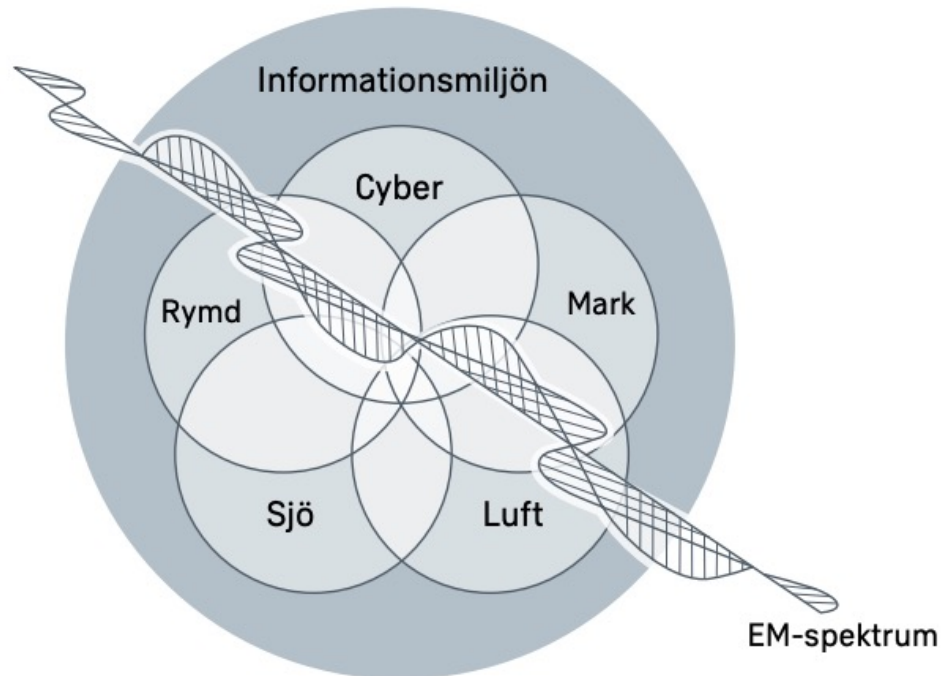 Informationsmiljön
Cyber
Rymd
Mark
Sjö
Luft
EM-spektrum